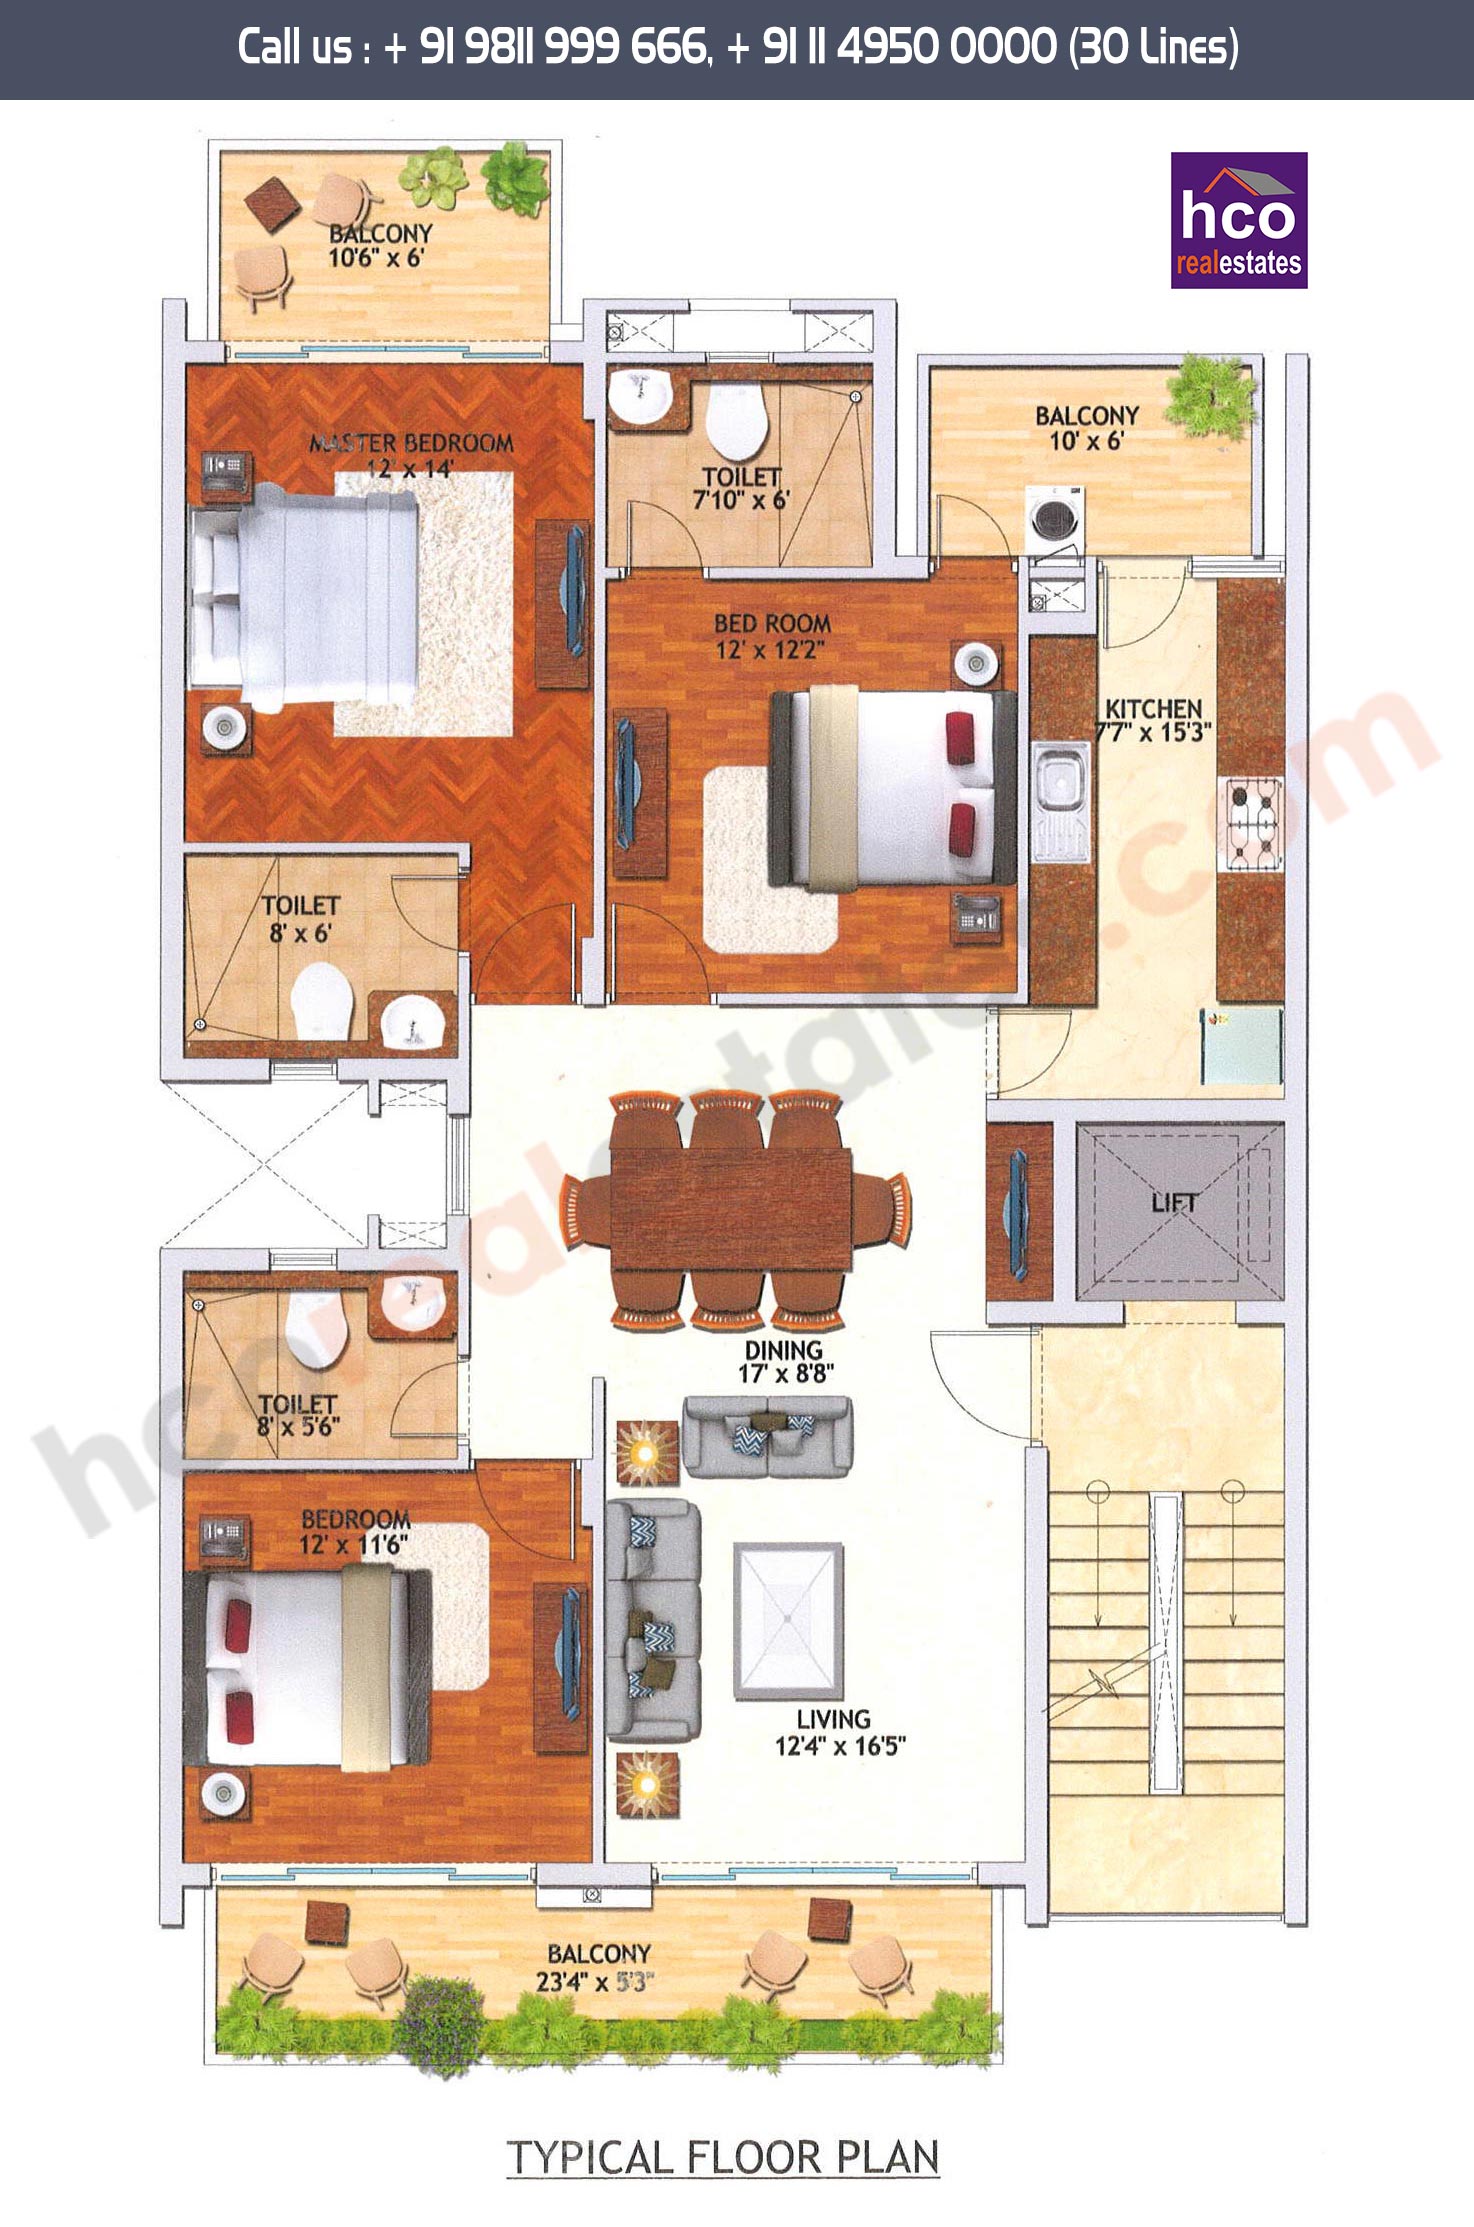 Call us : + 91 9811 999 666, + 91 11 4950 0000 (30 Lines)
hco
realestates
BALCONY
10'6" x 6'
MASTER BEDROOM
12' x 14'
TOILET
7'10" x 6'
BALCONY
10' x 6'
BED ROOM
12' x 12'2"
KITCHEN
7'7" x 15'3"
TOILET
8' x 6'
LIFT
DINING
17' x 8'8"
TOILET
8' x 5'6"
BEDROOM
12' x 11'6"
LIVING
12'4" x 16'5"
BALCONY
23'4" x 5'3"
hcorealestates.com
TYPICAL FLOOR PLAN